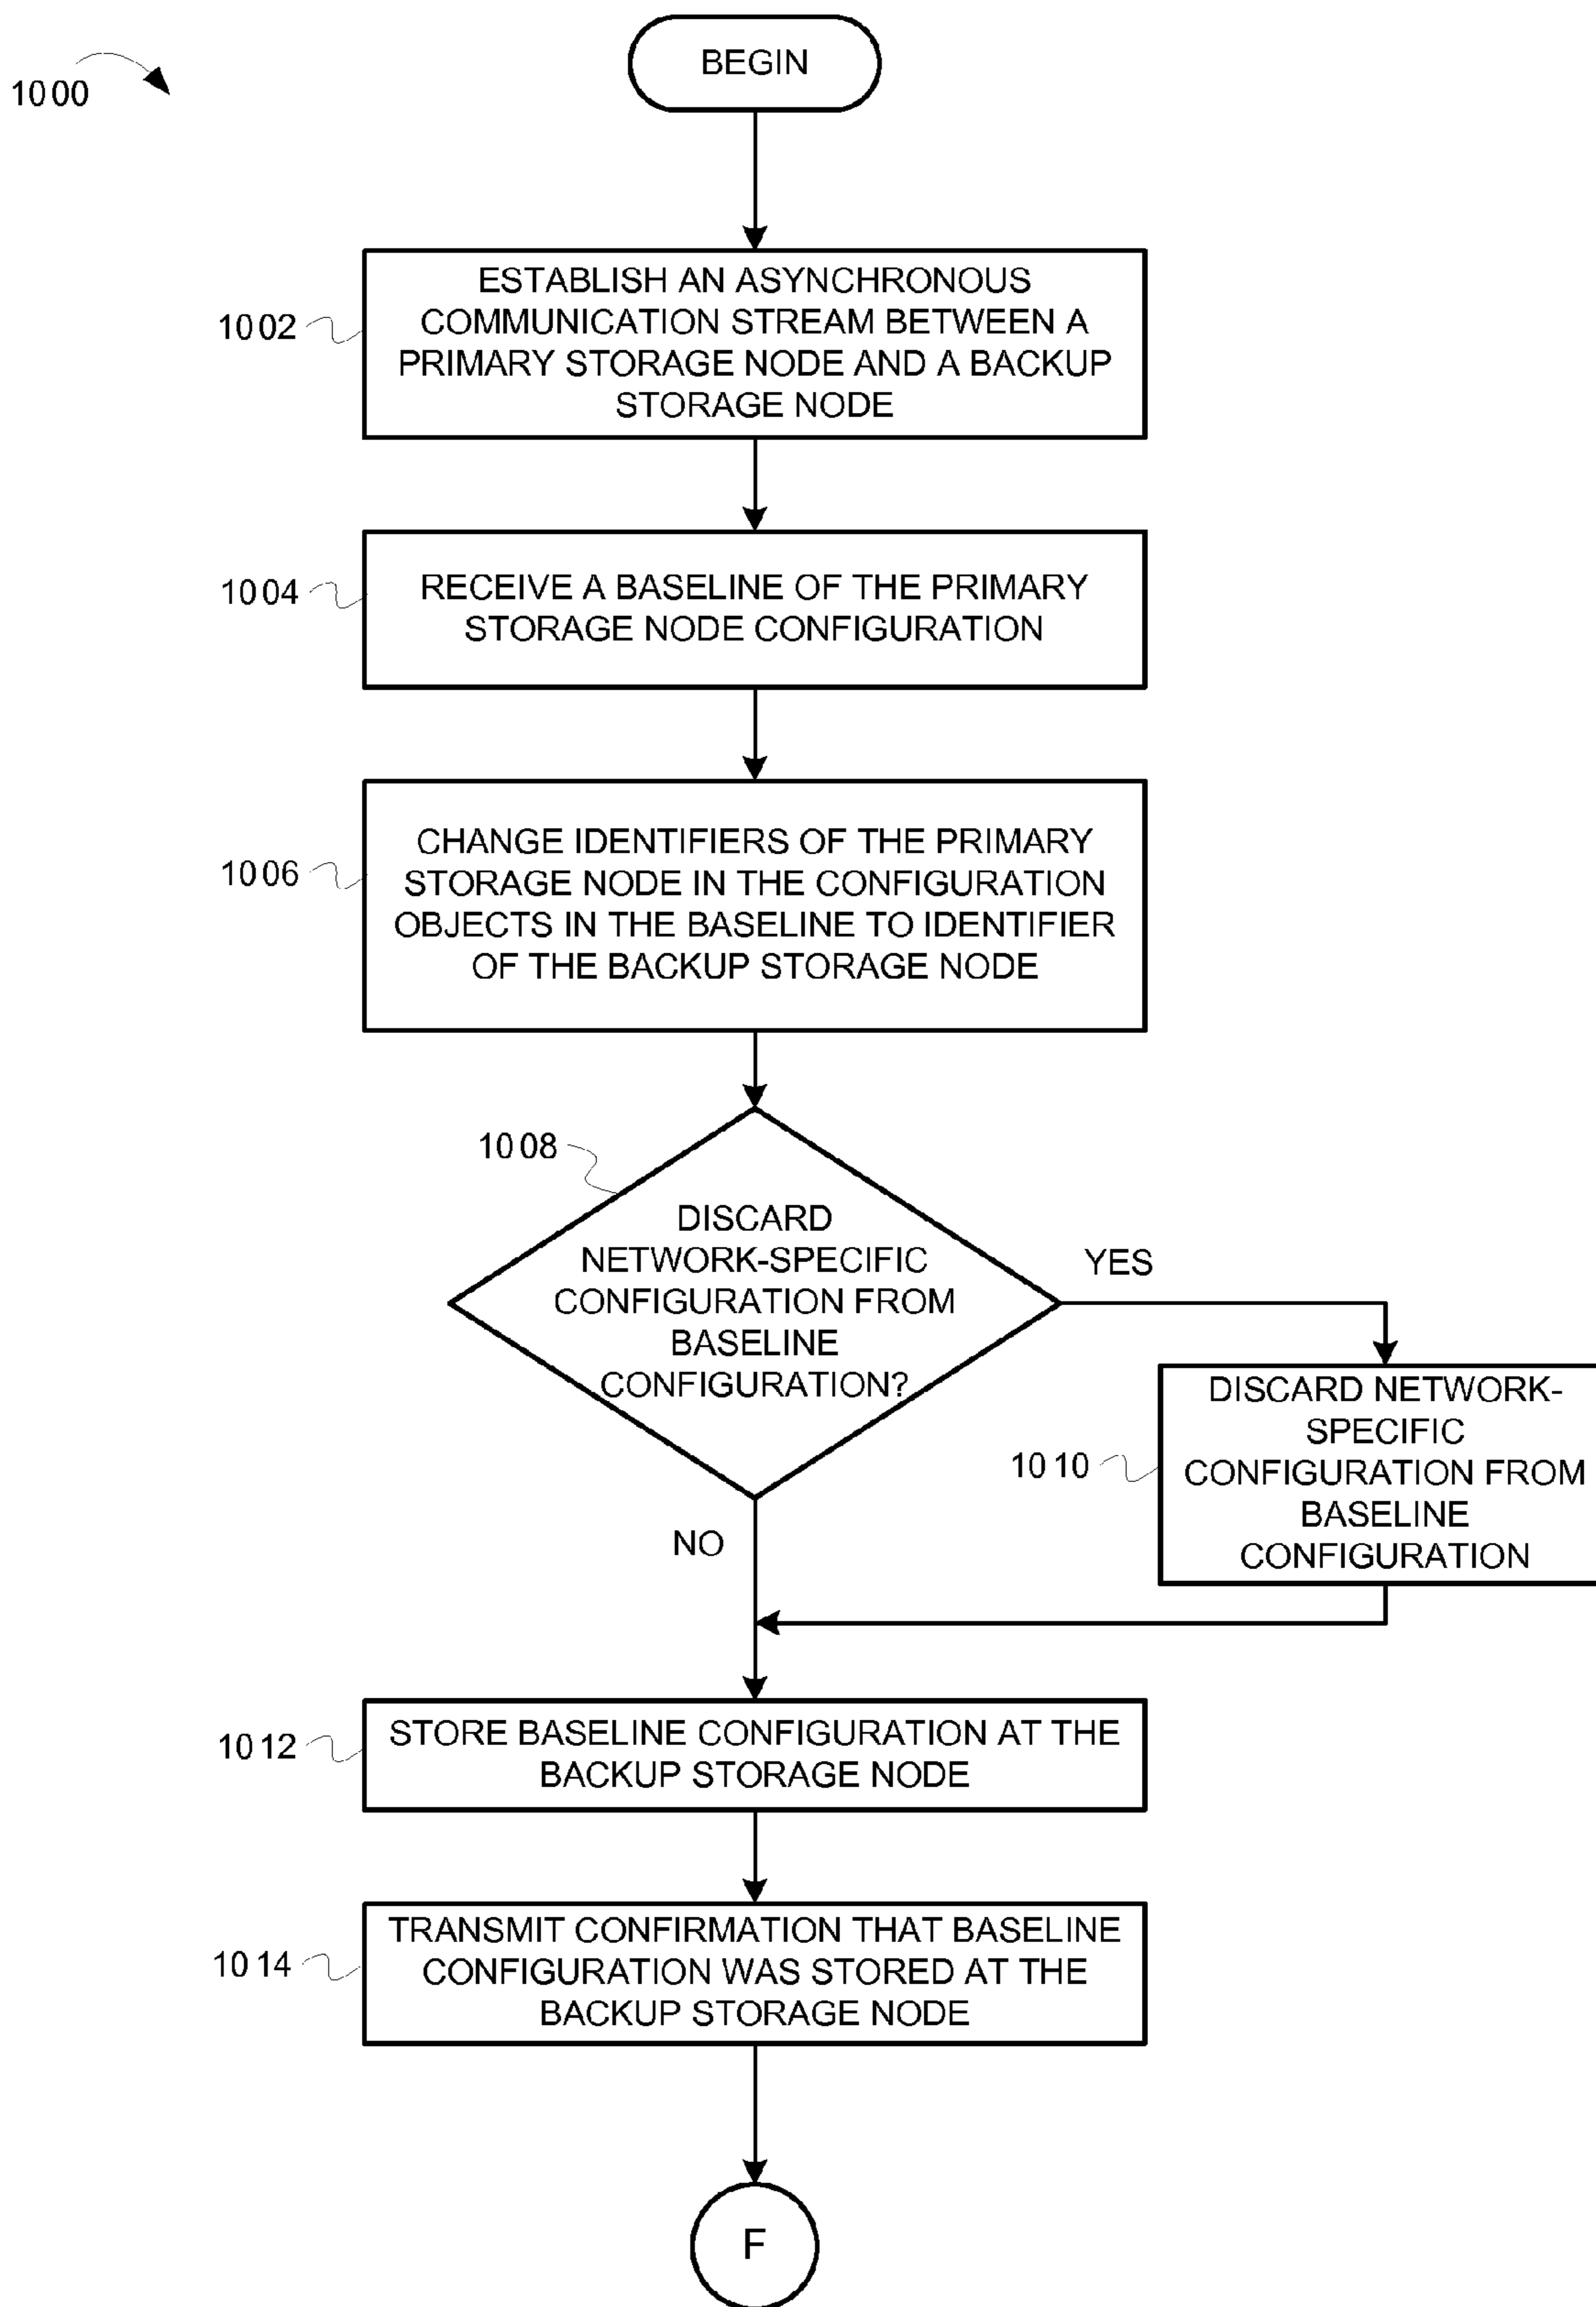 1000
BEGIN
1002
ESTABLISH AN ASYNCHRONOUS
COMMUNICATION STREAM BETWEEN A
PRIMARY STORAGE NODE AND A BACKUP
STORAGE NODE
1004
RECEIVE A BASELINE OF THE PRIMARY
STORAGE NODE CONFIGURATION
1006
CHANGE IDENTIFIERS OF THE PRIMARY
STORAGE NODE IN THE CONFIGURATION
OBJECTS IN THE BASELINE TO IDENTIFIER
OF THE BACKUP STORAGE NODE
1008
DISCARD
NETWORK-SPECIFIC
CONFIGURATION FROM
BASELINE
CONFIGURATION?
YES
1010
DISCARD NETWORK-
SPECIFIC
CONFIGURATION FROM
BASELINE
CONFIGURATION
NO
1012
STORE BASELINE CONFIGURATION AT THE
BACKUP STORAGE NODE
1014
TRANSMIT CONFIRMATION THAT BASELINE
CONFIGURATION WAS STORED AT THE
BACKUP STORAGE NODE
F